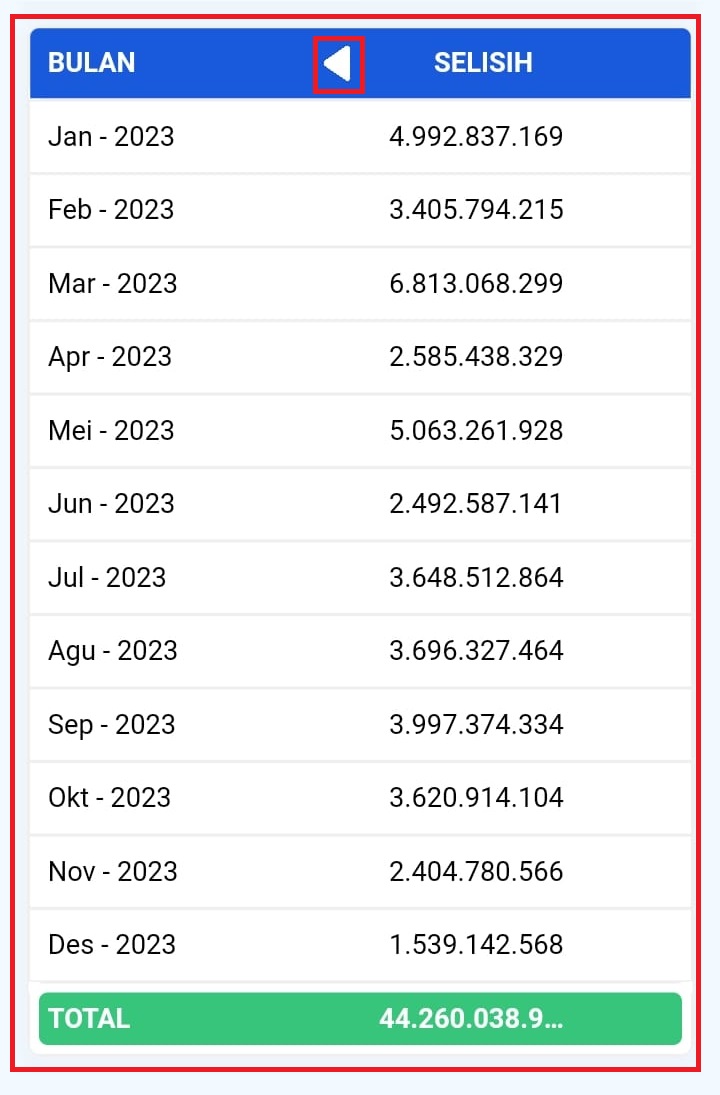 BULAN SELISIH
Jan - 2023 4.992.837.169
Feb - 2023 3.405.794.215
Mar - 2023 6.813.068.299
Apr - 2023 2.585.438.329
Mei - 2023 5.063.261.928
Jun - 2023 2.492.587.141
Jul - 2023 3.648.512.864
Agu - 2023 3.696.327.464
Sep - 2023 3.997.374.334
Okt - 2023 3.620.914.104
Nov - 2023 2.404.780.566
Des - 2023 1.539.142.568
TOTAL 44.260.038.9...